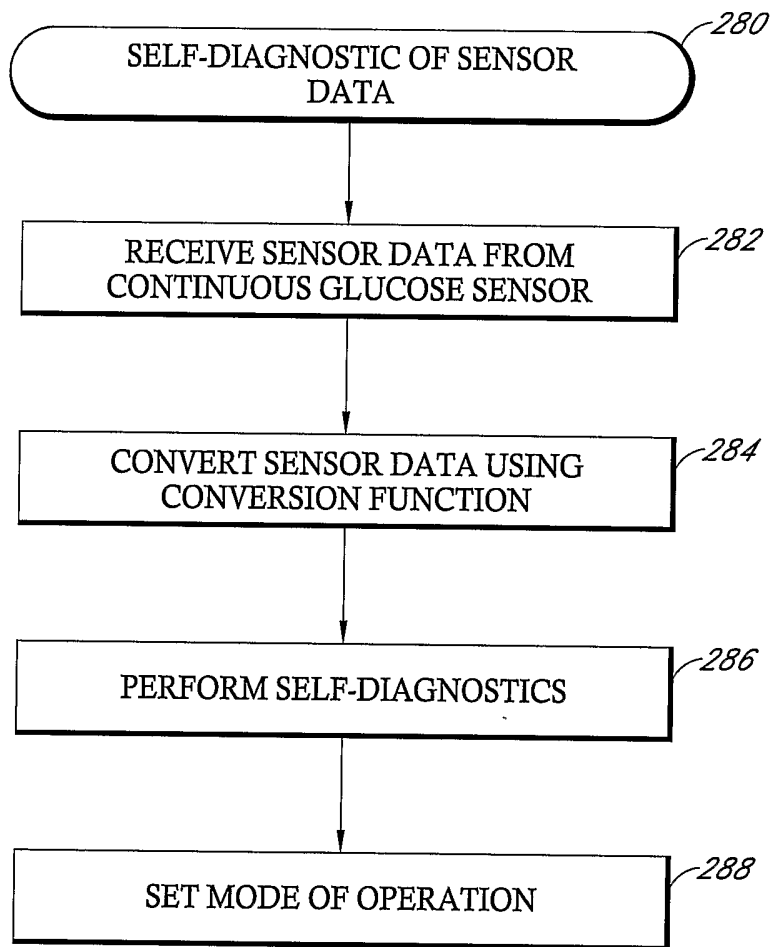 280
SELF-DIAGNOSTIC OF SENSOR
DATA
282
RECEIVE SENSOR DATA FROM
CONTINUOUS GLUCOSE SENSOR
284
CONVERT SENSOR DATA USING
CONVERSION FUNCTION
286
PERFORM SELF-DIAGNOSTICS
288
SET MODE OF OPERATION